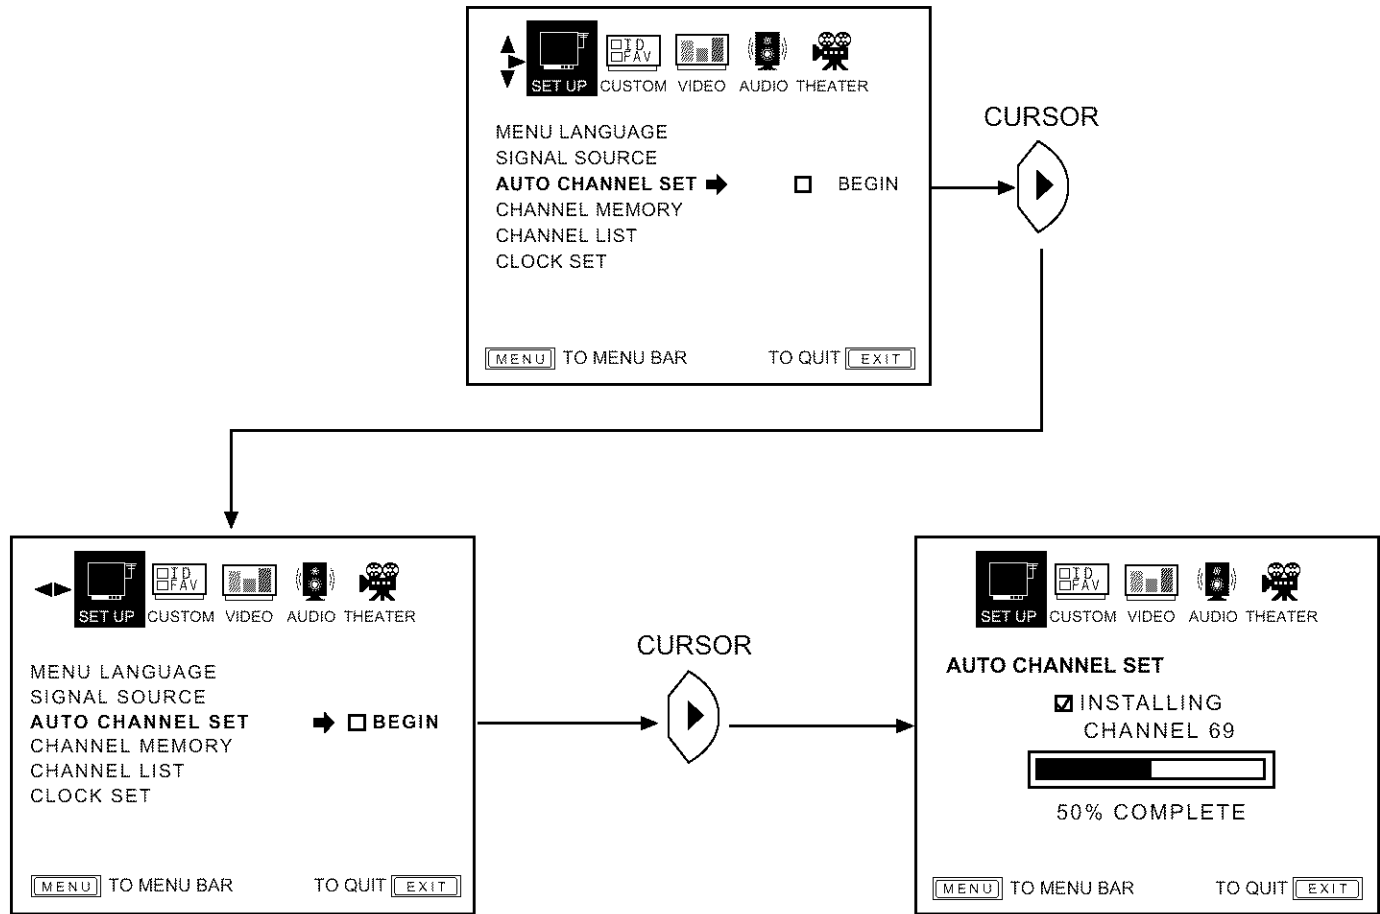 ID
FAV
SET UP CUSTOM VIDEO AUDIO THEATER
MENU LANGUAGE
SIGNAL SOURCE
AUTO CHANNEL SET BEGIN
CHANNEL MEMORY
CHANNEL LIST
CLOCK SET
MENU TO MENU BAR TO QUIT EXIT
CURSOR
ID
FAV
SET UP CUSTOM VIDEO AUDIO THEATER
MENU LANGUAGE
SIGNAL SOURCE
AUTO CHANNEL SET BEGIN
CHANNEL MEMORY
CHANNEL LIST
CLOCK SET
MENU TO MENU BAR TO QUIT EXIT
CURSOR
ID
FAV
SET UP CUSTOM VIDEO AUDIO THEATER
AUTO CHANNEL SET
INSTALLING
CHANNEL 69
50% COMPLETE
MENU TO MENU BAR TO QUIT EXIT